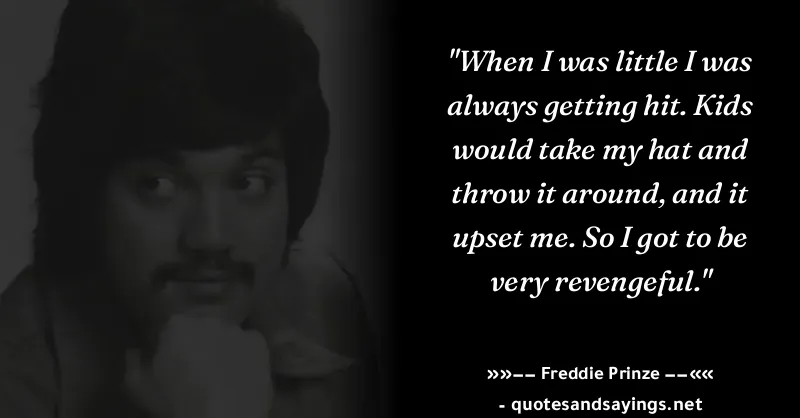 "When I was little I was
always getting hit. Kids
would take my hat and
throw it around, and it
upset me. So I got to be
very revengeful."
»»−− Freddie Prinze −−««
- quotesandsayings.net